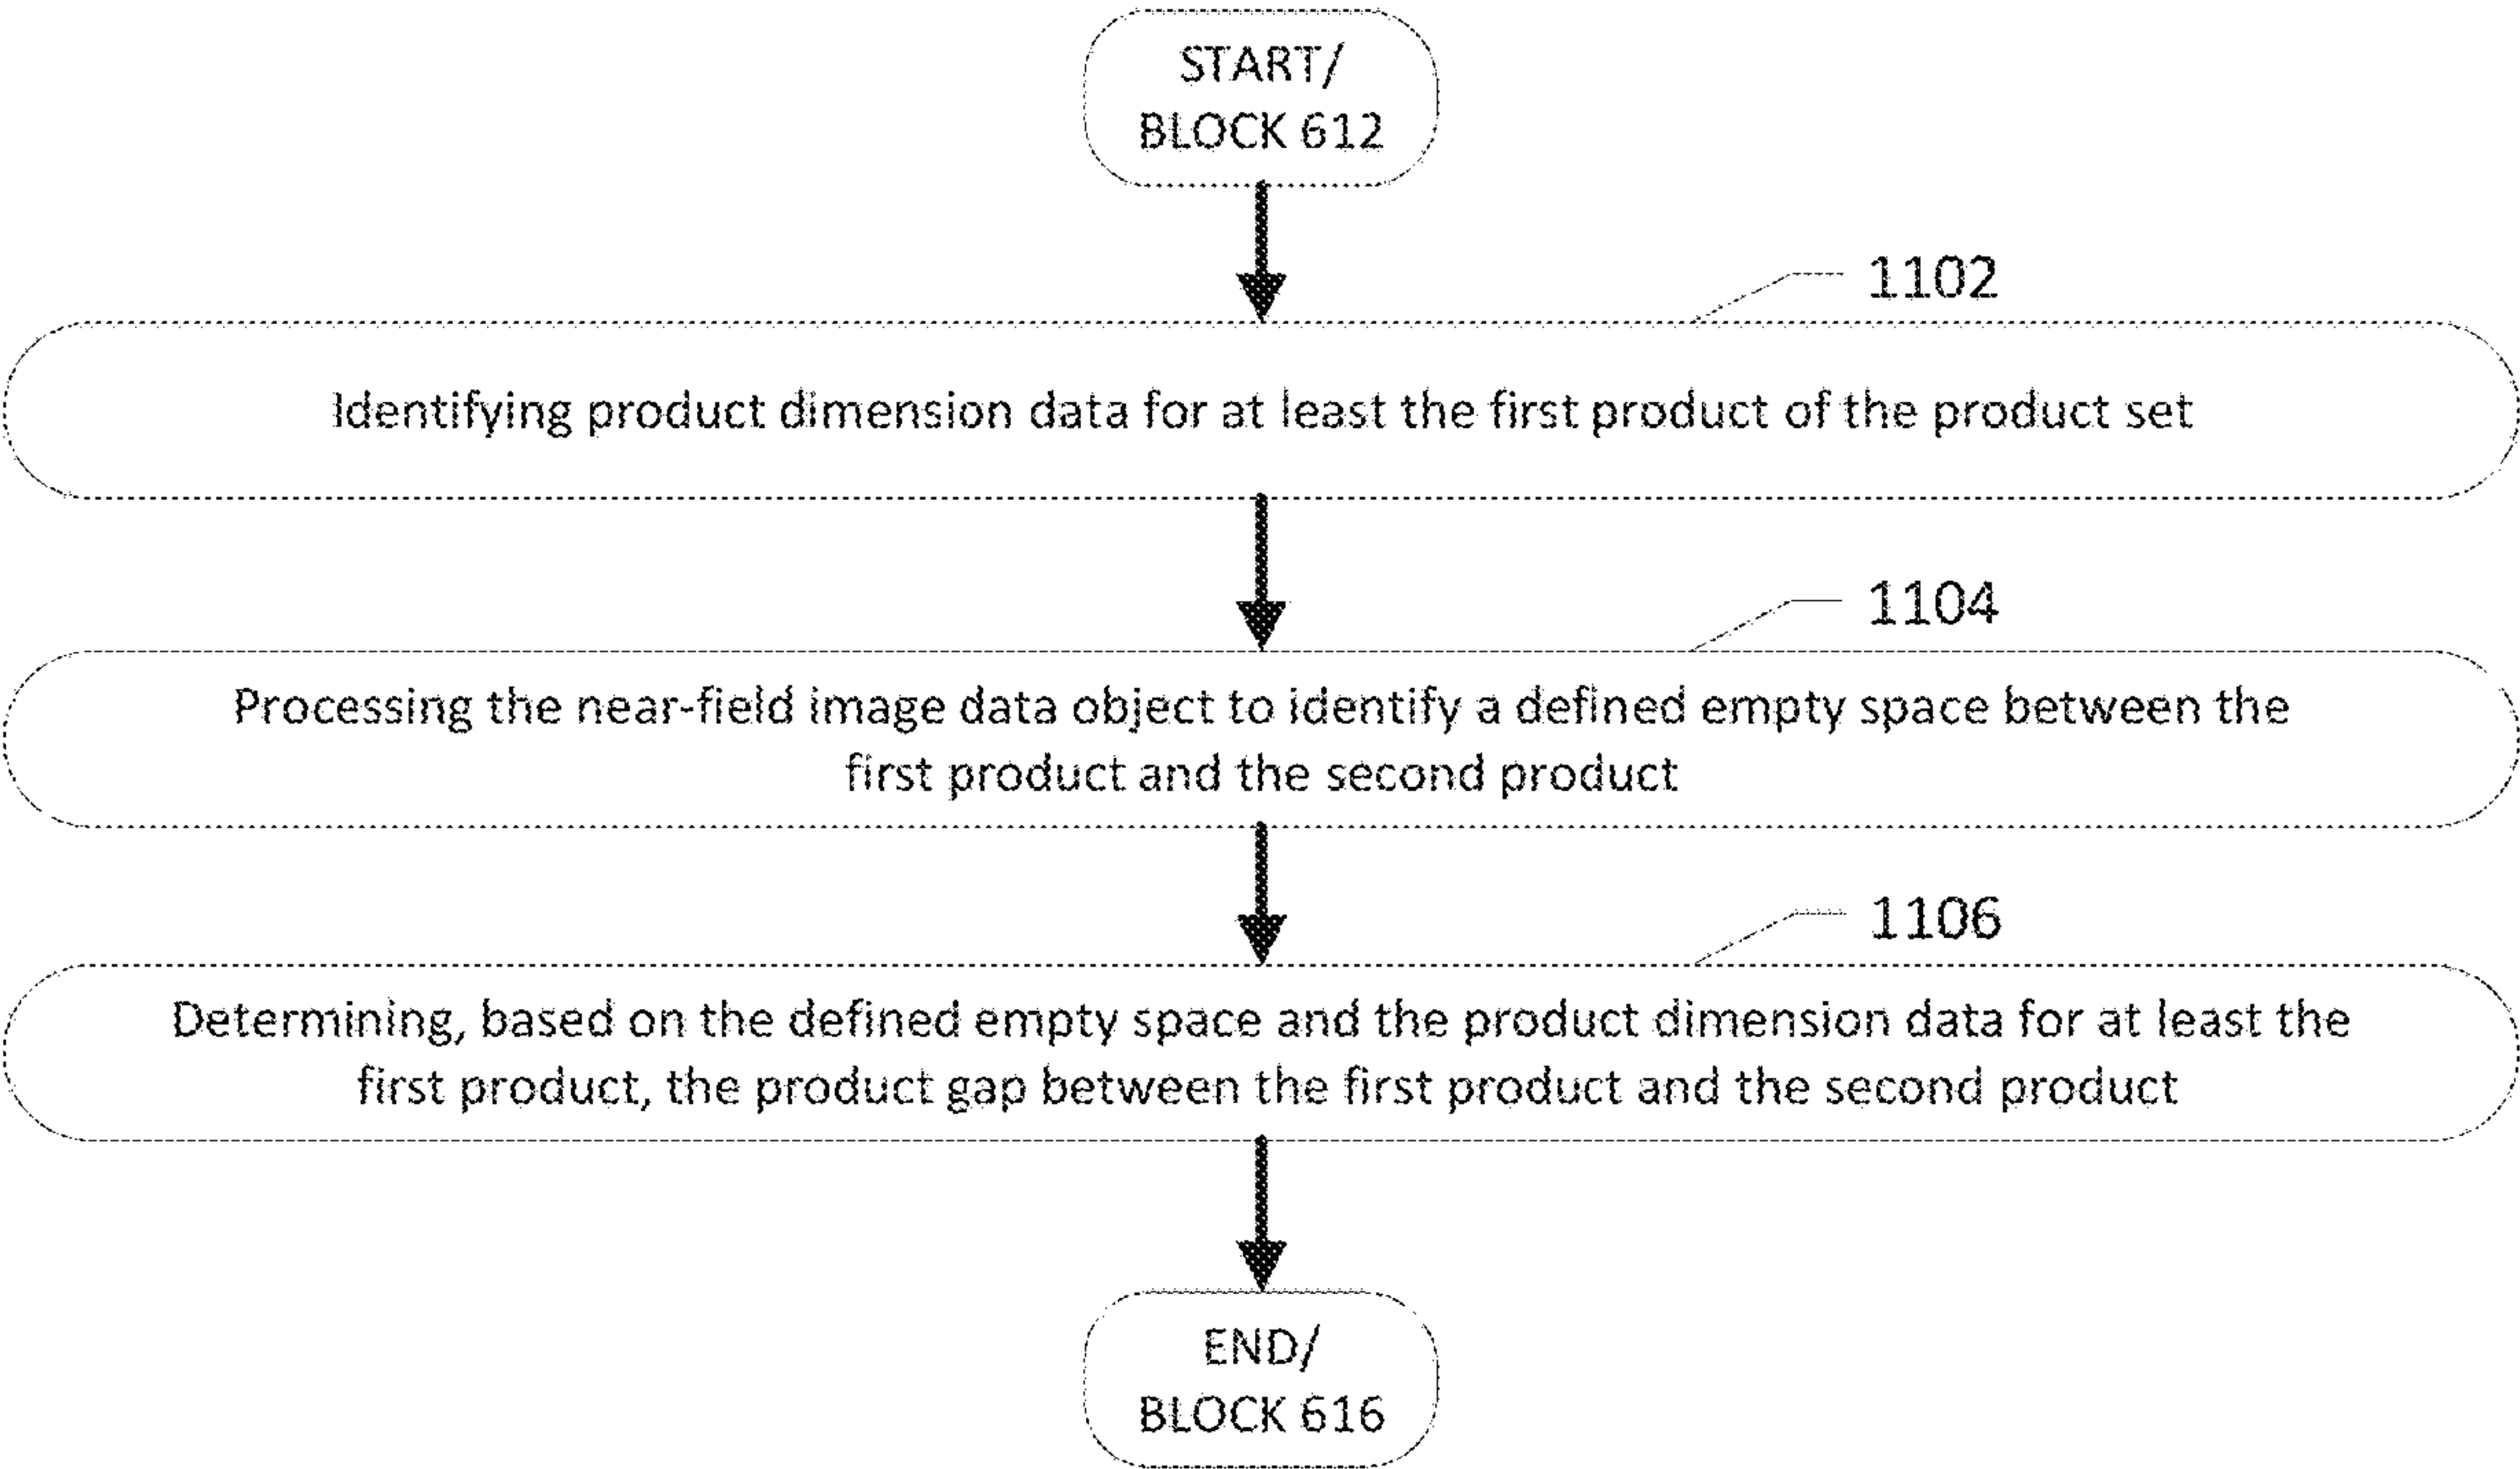 START/
BLOCK 612
1102
Identifying product dimension data for at least the first product of the product set
1104
Processing the near-field image data object to identify a defined empty space between the
first product and the second product
1106
Determining, based on the defined empty space and the product dimension data for at least the
first product, the product gap between the first product and the second product
END/
BLOCK 616